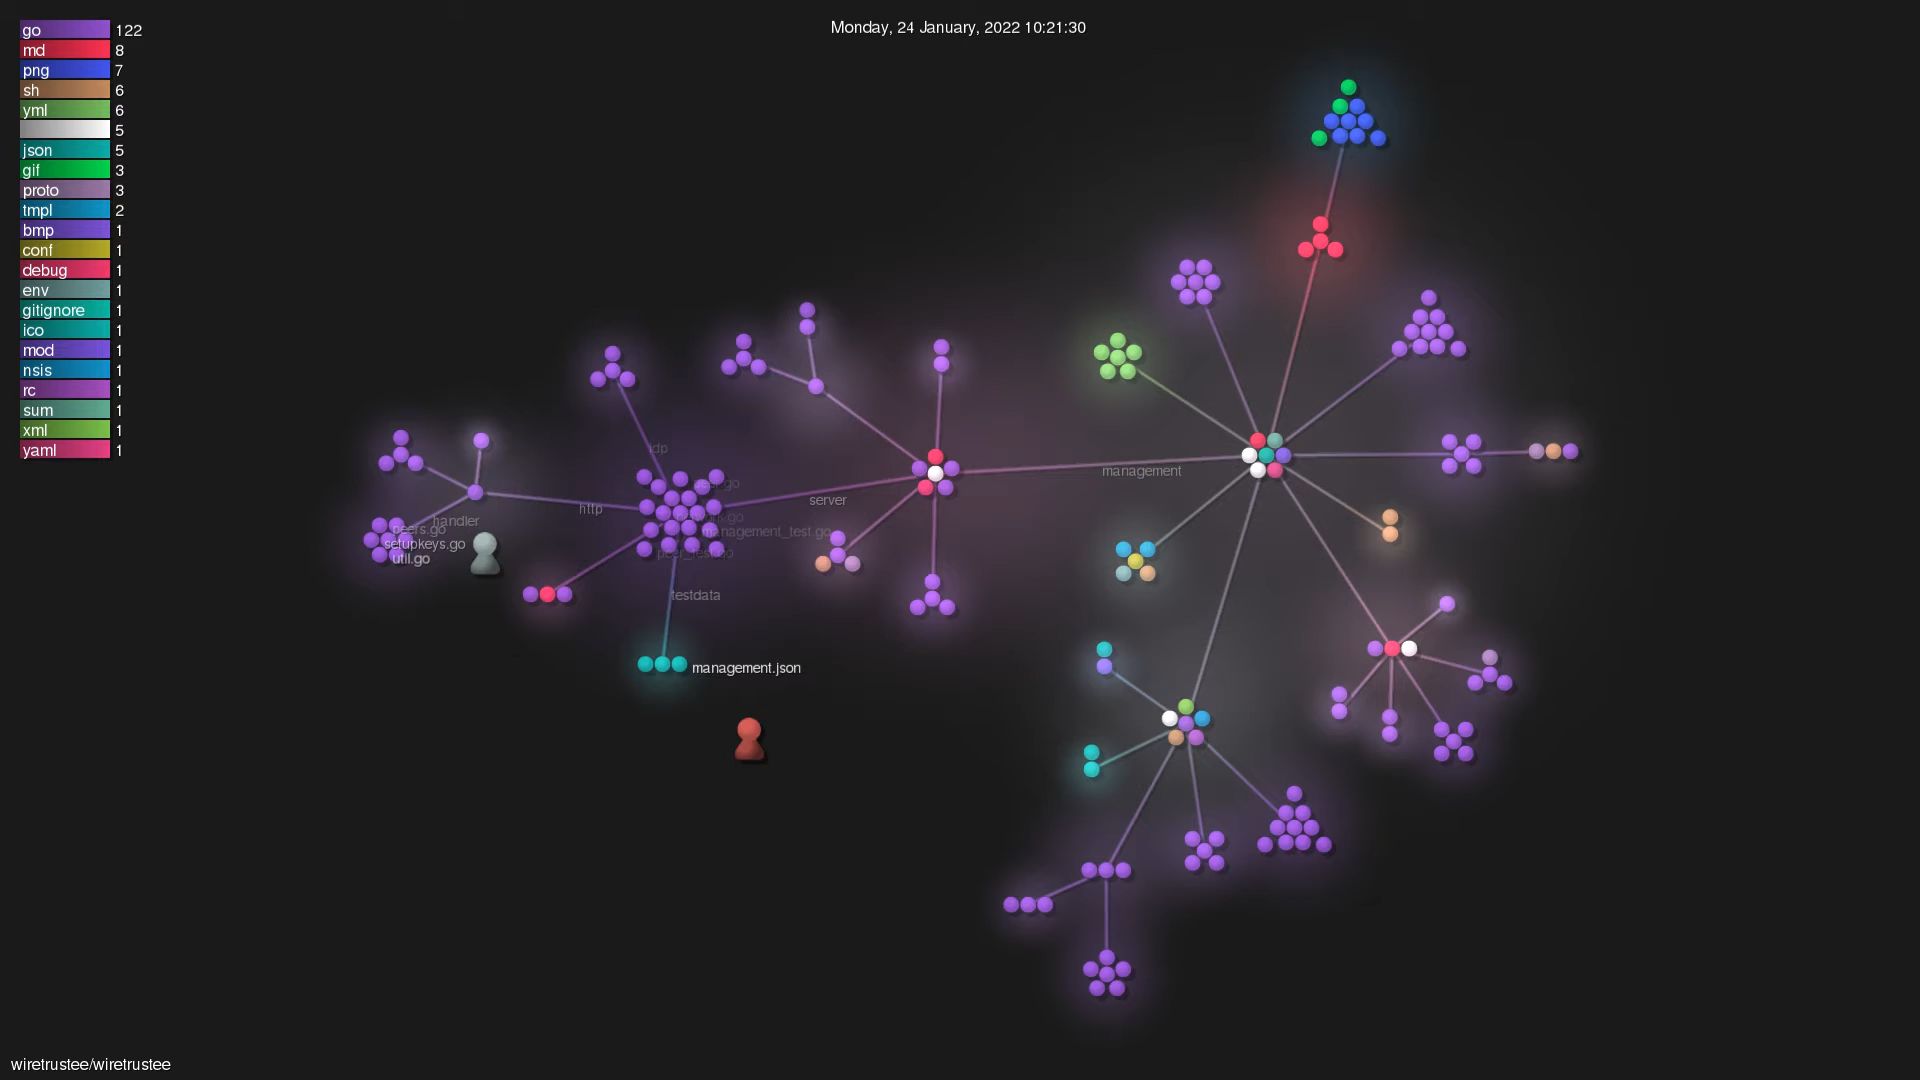 Monday, 24 January, 2022 10:21:30
go 122
md 8
png 7
sh 6
yml 6
5
json 5
gif 3
proto 3
tmpl 2
bmp 1
conf 1
debug 1
env 1
gitignore 1
ico 1
mod 1
nsis 1
rc 1
sum 1
xml 1
yaml 1
management
server
http
handler
peers.go
setupkeys.go
util.go
management_test.go
peer_test.go
testdata
management.json
wiretrustee/wiretrustee